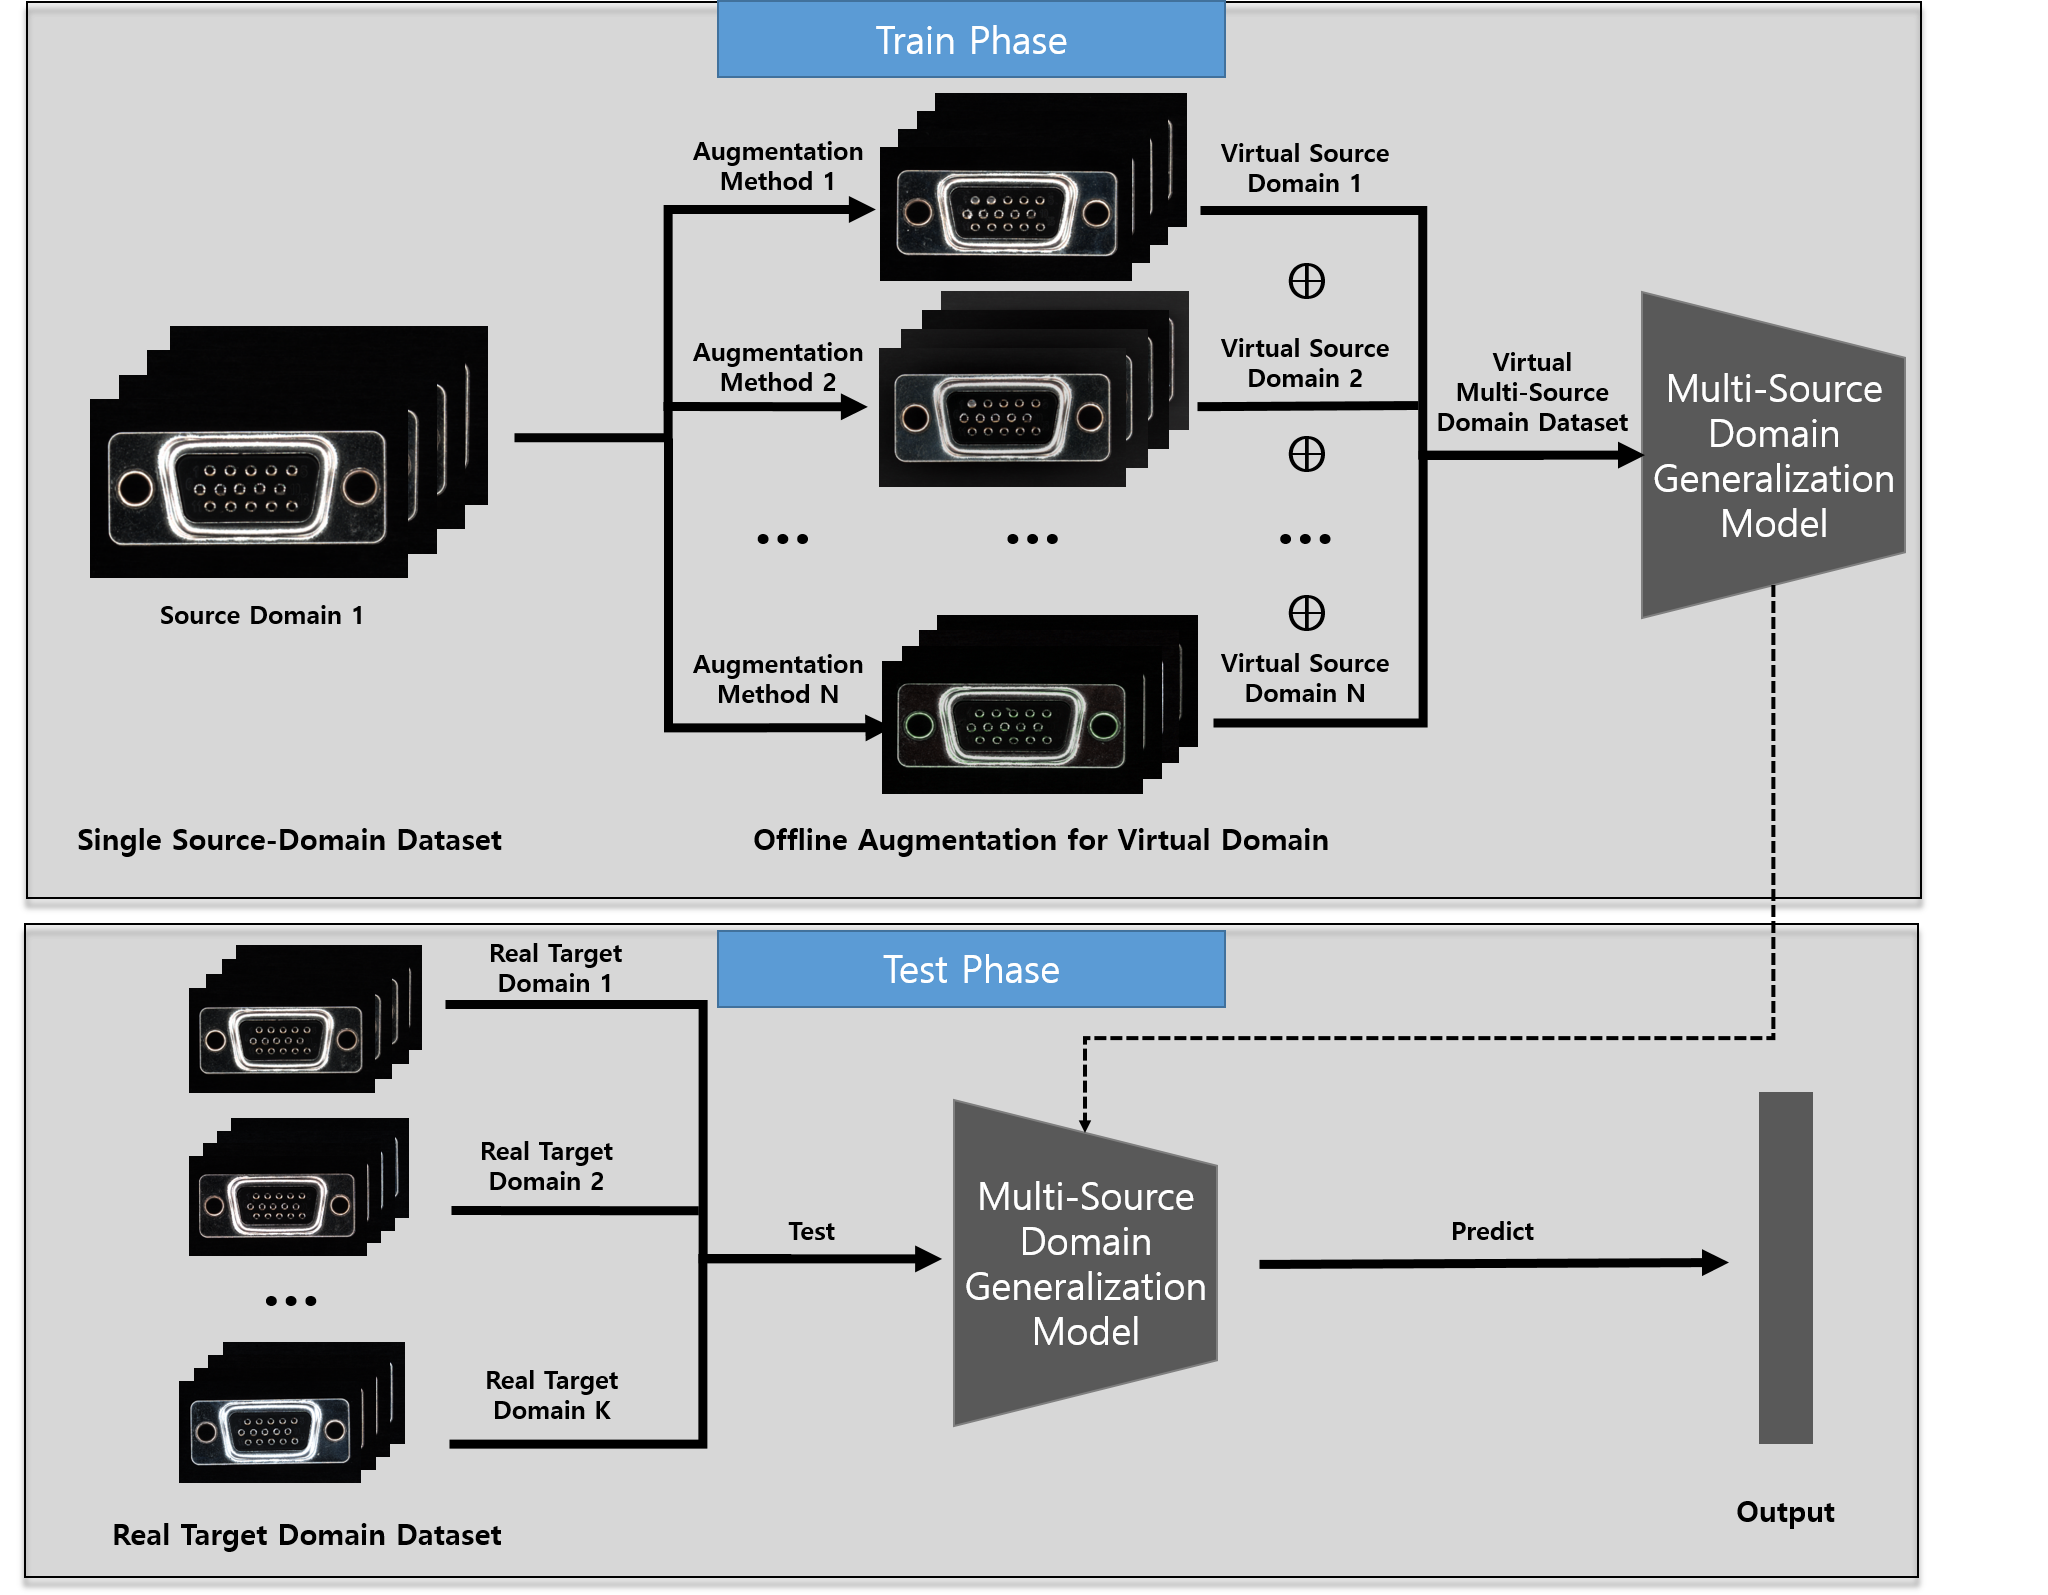 Train Phase
Augmentation
Method 1
Virtual Source
Domain 1
Augmentation
Method 2
Virtual Source
Domain 2
Virtual
Multi-Source
Domain Dataset
Multi-Source
Domain
Generalization
Model
...
...
...
Source Domain 1
Augmentation
Method N
Virtual Source
Domain N
Single Source-Domain Dataset
Offline Augmentation for Virtual Domain
Test Phase
Real Target
Domain 1
Real Target
Domain 2
Test
Multi-Source
Domain
Generalization
Model
Predict
...
Real Target
Domain K
Output
Real Target Domain Dataset